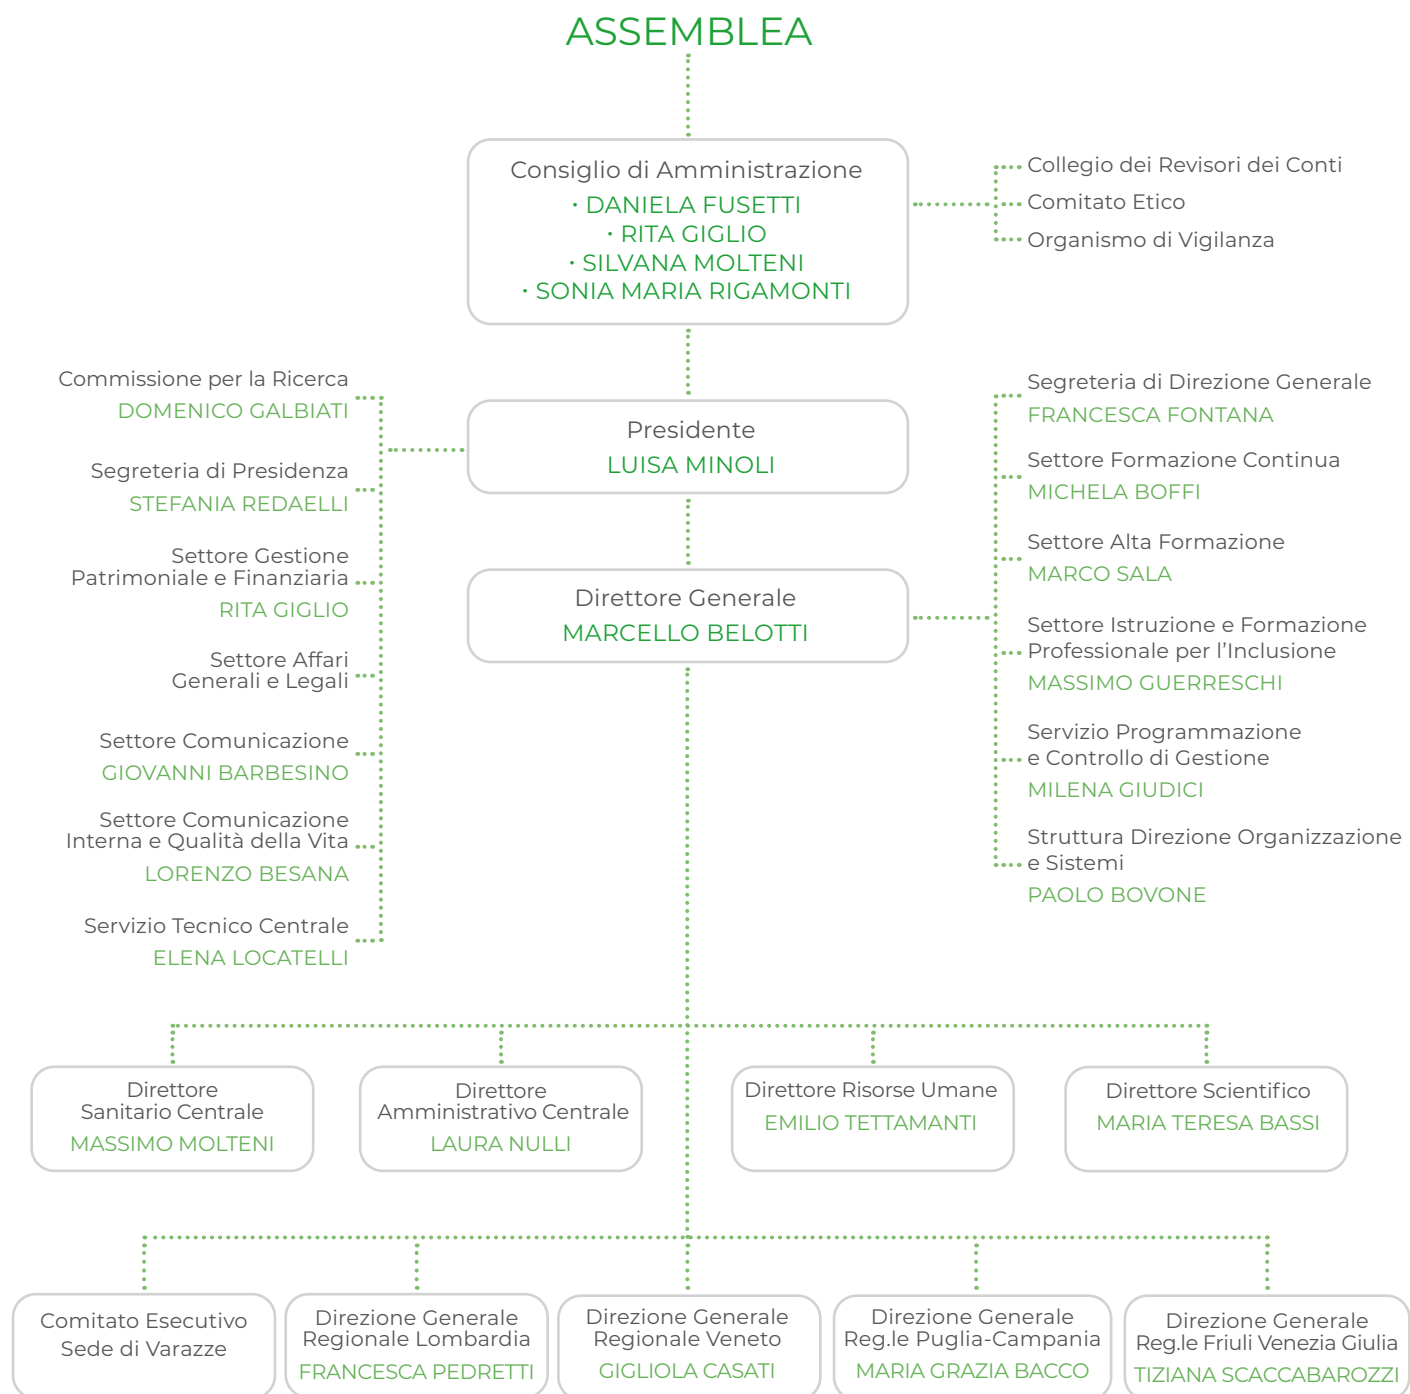 ASSEMBLEA
Consiglio di Amministrazione
· DANIELA FUSETTI
· RITA GIGLIO
· SILVANA MOLTENI
· SONIA MARIA RIGAMONTI
Collegio dei Revisori dei Conti
Comitato Etico
Organismo di Vigilanza
Presidente
LUISA MINOLI
Direttore Generale
MARCELLO BELOTTI
Commissione per la Ricerca
DOMENICO GALBIATI
Segreteria di Presidenza
STEFANIA REDAELLI
Settore Gestione
Patrimoniale e Finanziaria
RITA GIGLIO
Settore Affari
Generali e Legali
Settore Comunicazione
GIOVANNI BARBESINO
Settore Comunicazione
Interna e Qualità della Vita
LORENZO BESANA
Servizio Tecnico Centrale
ELENA LOCATELLI
Segreteria di Direzione Generale
FRANCESCA FONTANA
Settore Formazione Continua
MICHELA BOFFI
Settore Alta Formazione
MARCO SALA
Settore Istruzione e Formazione
Professionale per l’Inclusione
MASSIMO GUERRESCHI
Servizio Programmazione
e Controllo di Gestione
MILENA GIUDICI
Struttura Direzione Organizzazione
e Sistemi
PAOLO BOVONE
Direttore
Sanitario Centrale
MASSIMO MOLTENI
Direttore
Amministrativo Centrale
LAURA NULLI
Direttore Risorse Umane
EMILIO TETTAMANTI
Direttore Scientifico
MARIA TERESA BASSI
Comitato Esecutivo
Sede di Varazze
Direzione Generale
Regionale Lombardia
FRANCESCA PEDRETTI
Direzione Generale
Regionale Veneto
GIGLIOLA CASATI
Direzione Generale
Reg.le Puglia-Campania
MARIA GRAZIA BACCO
Direzione Generale
Reg.le Friuli Venezia Giulia
TIZIANA SCACCABAROZZI